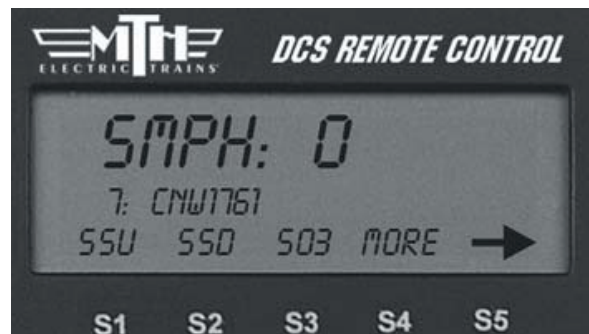 MTH
ELECTRIC TRAINS
DCS REMOTE CONTROL
SMPH: 0
7: CNW1761
SSU SSD SO3 MORE
S1 S2 S3 S4 S5